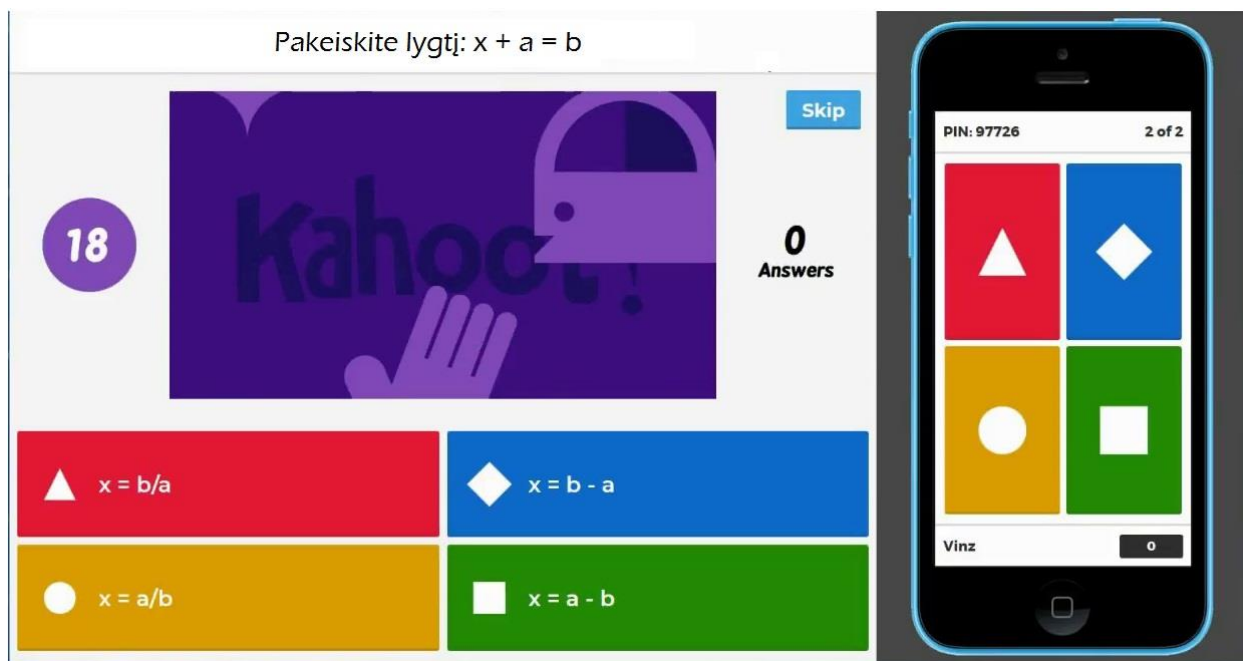 Pakeiskite lygtį: x + a = b
Skip
18
Kahoot!
0
Answers
x = b/a
x = b - a
x = a/b
x = a - b
PIN: 97726 2 of 2
Vinz 0